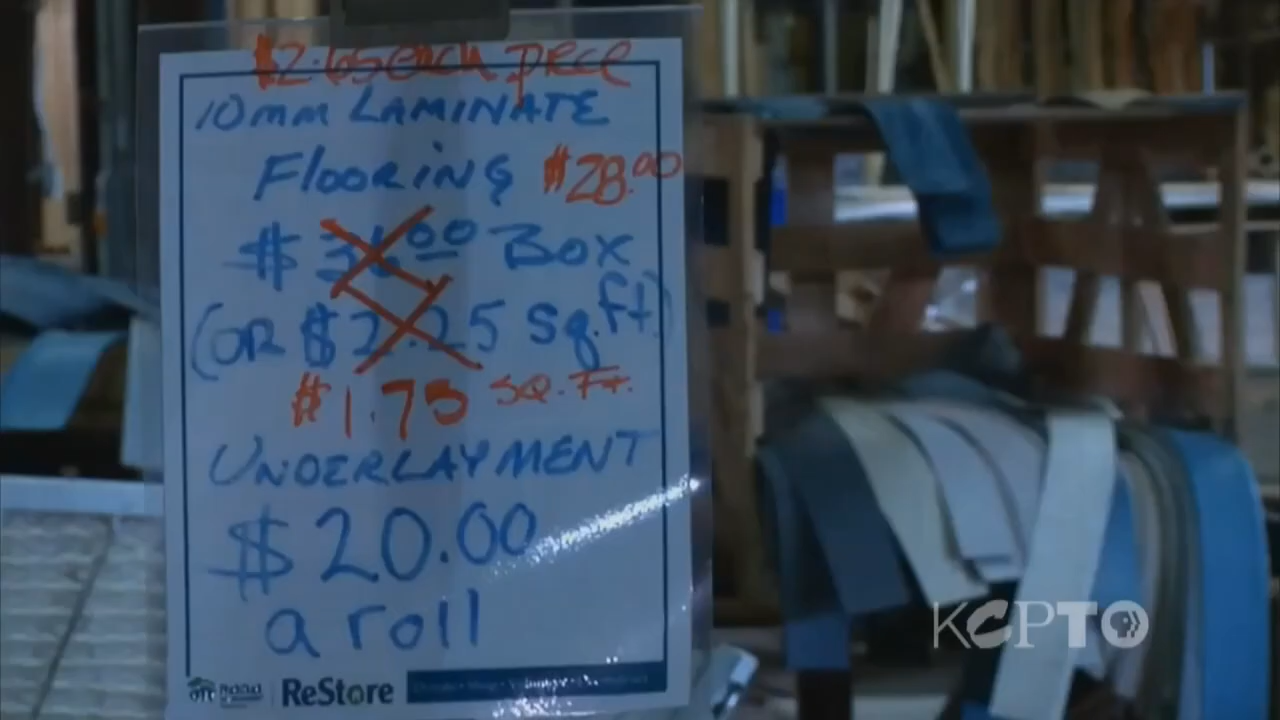 $2.65 each piece
10mm LAMINATE
FLOORING $28.00
$ 36.00 BOX
(OR $2.25 Sq.ft)
$1.75 SQ.FT.
UNDERLAYMENT
$20.00
a roll
ReStore
KCPTO